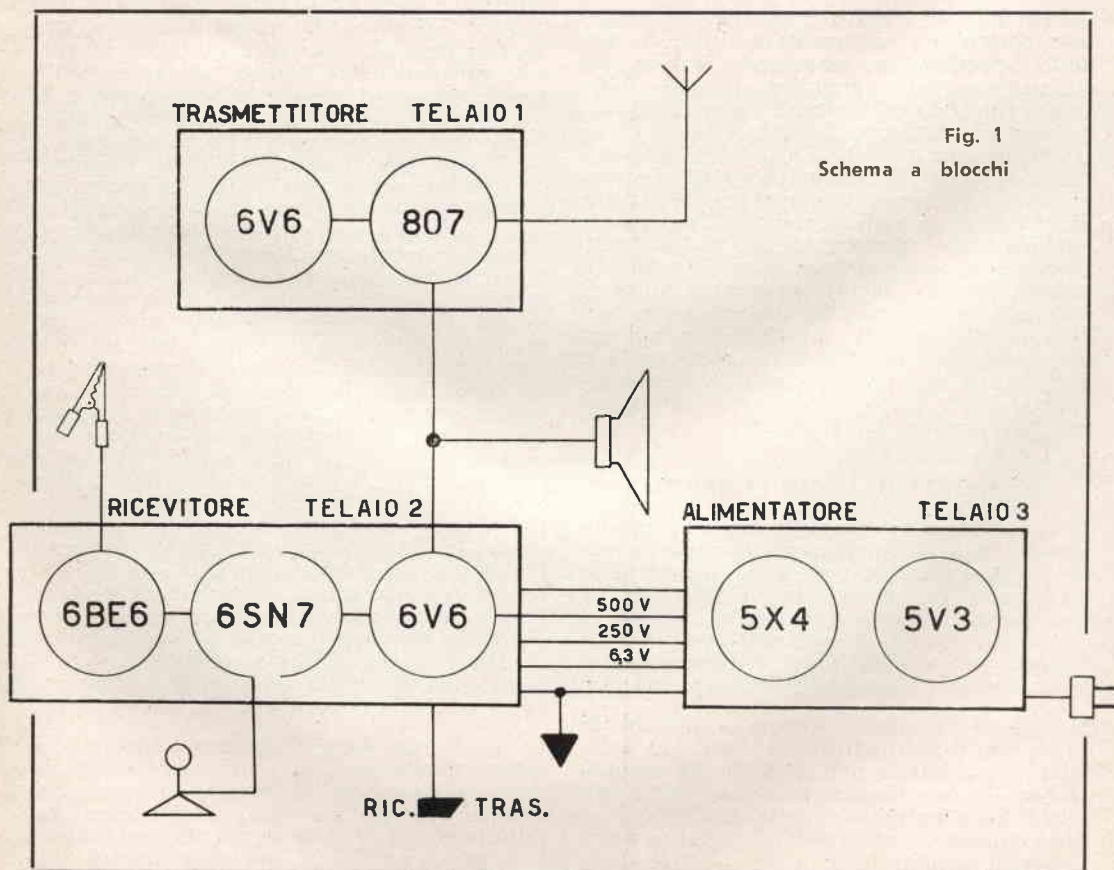 TRASMETTITORE TELAIO 1
Fig. 1
Schema a blocchi
6V6
807
RICEVITORE TELAIO 2
ALIMENTATORE TELAIO 3
6BE6
6SN7
6V6
500 V
250 V
6,3 V
5X4
5V3
RIC. TRAS.